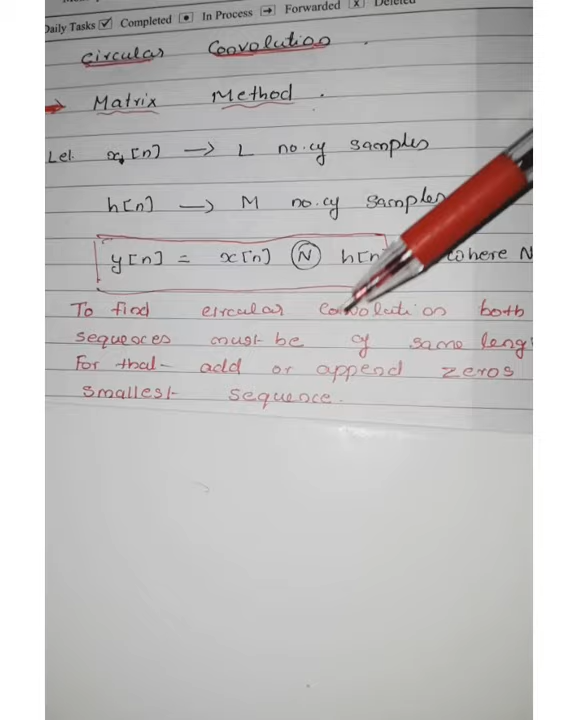 Daily Tasks ☑ Completed ⊡ In Process → Forwarded x Deleted
Circular Convolution .
→ Matrix Method .
Let x[n] → L no. of samples
h[n] → M no. of samples
y[n] = x[n] Ⓝ h[n where N
To find circular Convolution both
sequences must be of same leng
For that add or append zeros
smallest sequence.